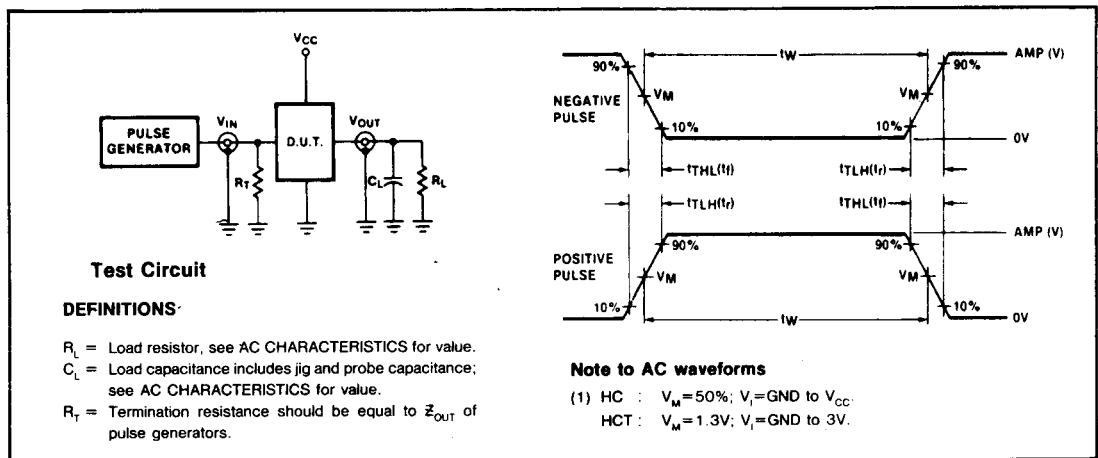 VCC
PULSE
GENERATOR
VIN
RT
D.U.T.
VOUT
CL
RL
Test Circuit
DEFINITIONS
RL = Load resistor, see AC CHARACTERISTICS for value.
CL = Load capacitance includes jig and probe capacitance;
see AC CHARACTERISTICS for value.
RT = Termination resistance should be equal to ZOUT of
pulse generators.
tW
AMP (V)
90%
90%
NEGATIVE
PULSE
VM
VM
10%
10%
0V
tTHL(tf)
tTLH(tr)
tTLH(tr)
tTHL(tf)
AMP (V)
90%
90%
POSITIVE
PULSE
VM
VM
10%
10%
0V
tW
Note to AC waveforms
(1) HC : VM=50%; VI=GND to VCC.
HCT : VM=1.3V; VI=GND to 3V.